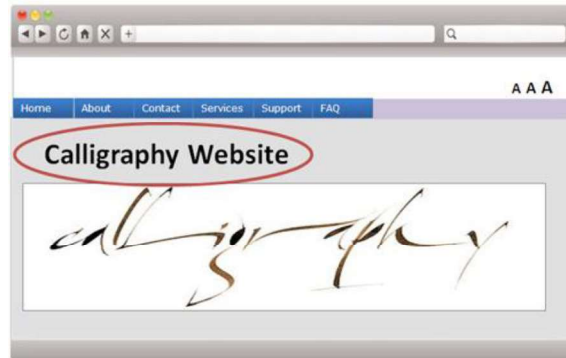 A A A
Home About Contact Services Support FAQ
Calligraphy Website
calligraphy